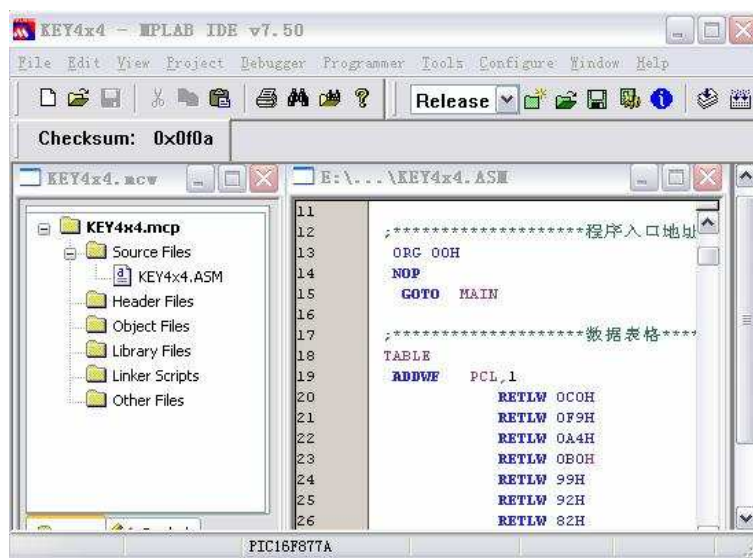 KEY4x4 - MPLAB IDE v7.50
File Edit View Project Debugger Programmer Tools Configure Window Help
Release
Checksum: 0x0f0a
KEY4x4.mcw
KEY4x4.mcp
Source Files
KEY4x4.ASM
Header Files
Object Files
Library Files
Linker Scripts
Other Files
E:\...\KEY4x4.ASM
11
12 ;*********************程序入口地址
13 ORG 00H
14 NOP
15 GOTO MAIN
16
17 ;*********************数据表格****
18 TABLE
19 ADDWF PCL,1
20 RETLW 0C0H
21 RETLW 0F9H
22 RETLW 0A4H
23 RETLW 0B0H
24 RETLW 99H
25 RETLW 92H
26 RETLW 82H
PIC16F877A